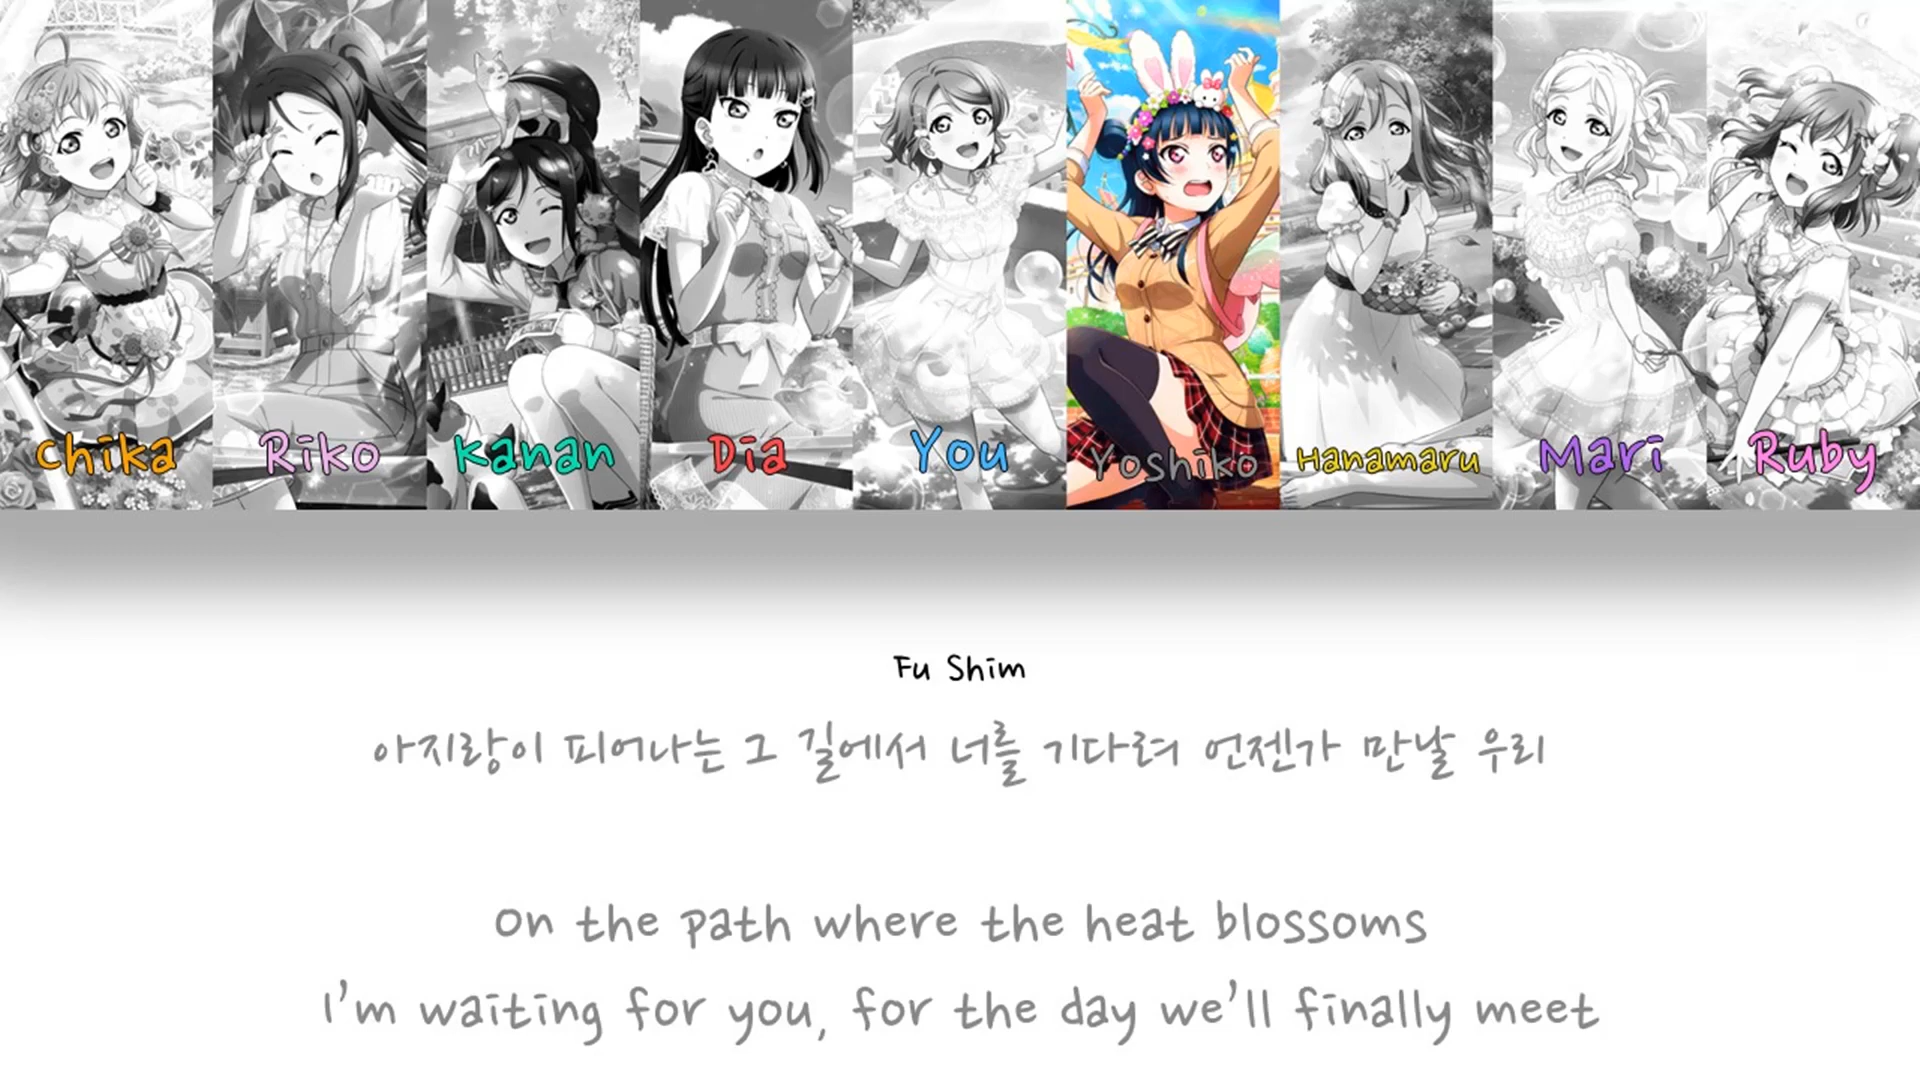 Chika
Riko
Kanan
Dia
You
Yoshiko
Hanamaru
Mari
Ruby
Fu Shim
아지랑이 피어나는 그 길에서 너를 기다려 언젠가 만날 우리
On the path where the heat blossoms
I'm waiting for you, for the day we'll finally meet